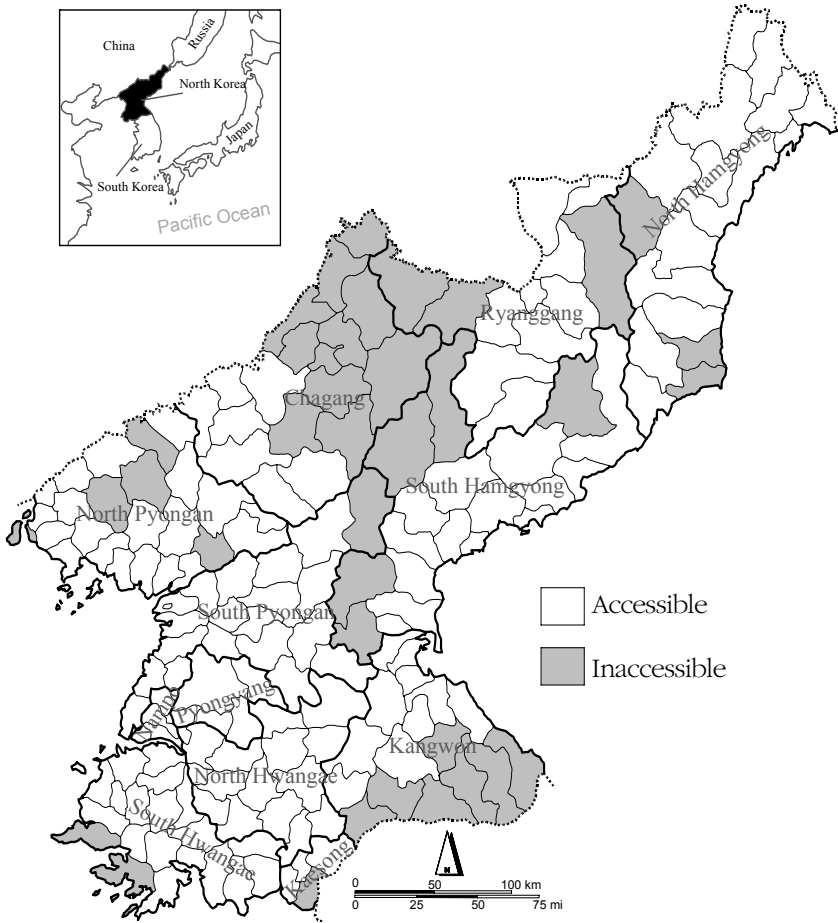 China
Russia
North Korea
Japan
South Korea
Pacific Ocean
North Hamgyong
Ryanggang
Chagang
South Hamgyong
North Pyongan
South Pyongan
Accessible
Inaccessible
Nampo
Pyongyang
Kangwon
North Hwangae
South Hwangae
Kaesong
N
0 50 100 km
0 25 50 75 mi